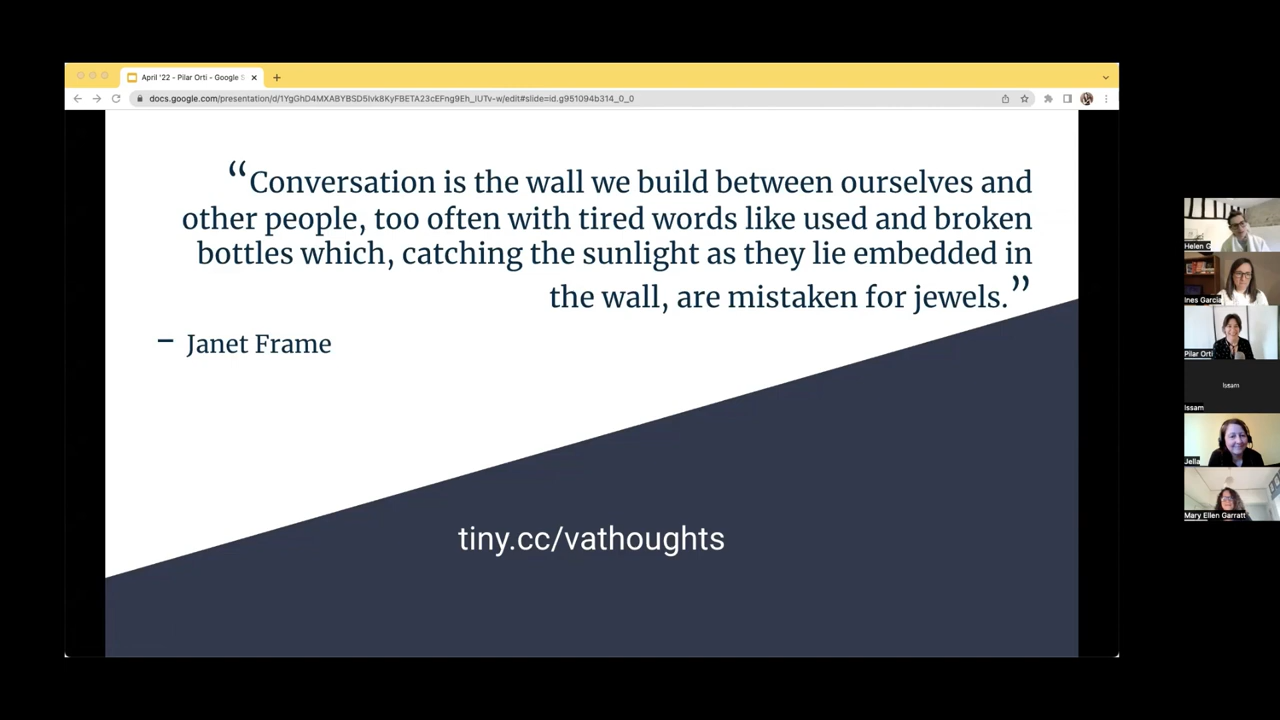 April '22 - Pilar Orti - Google S
docs.google.com/presentation/d/1YgGhD4MXABYBSD5Ivk8KyFBETA23cEFng9Eh_IUTv-w/edit#slide=id.g951094b314_0_0
“Conversation is the wall we build between ourselves and
other people, too often with tired words like used and broken
bottles which, catching the sunlight as they lie embedded in
the wall, are mistaken for jewels.”
– Janet Frame
tiny.cc/vathoughts
Helen G
Ines Garcia
Pilar Orti
Issam
Issam
Jella
Mary Ellen Garratt